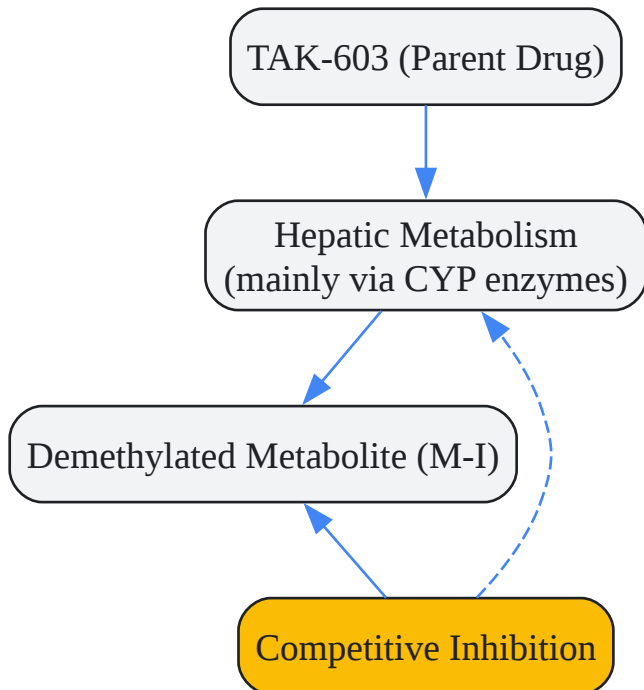 TAK-603 (Parent Drug)
Hepatic Metabolism
(mainly via CYP enzymes)
Demethylated Metabolite (M-I)
Competitive Inhibition